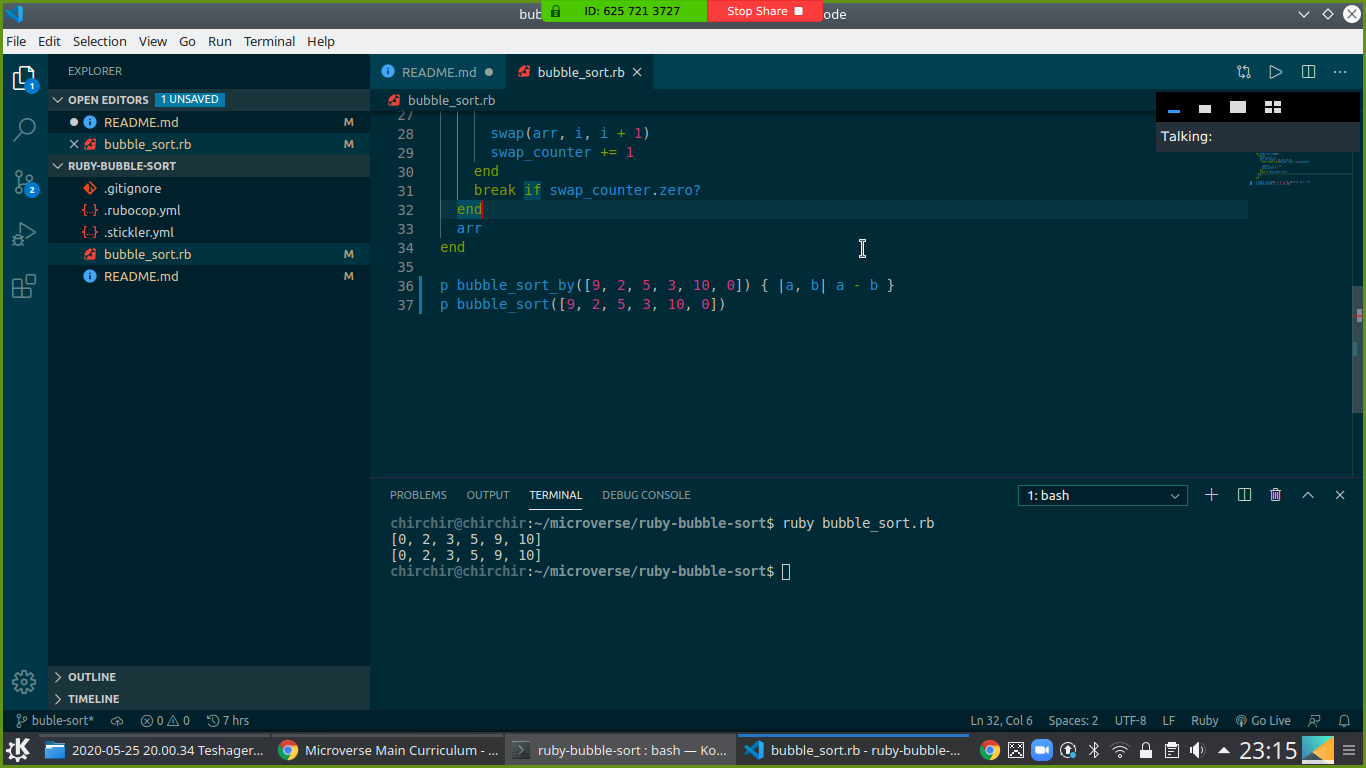 bub
ID: 625 721 3727
Stop Share
ode
File Edit Selection View Go Run Terminal Help
EXPLORER
OPEN EDITORS 1 UNSAVED
README.md M
bubble_sort.rb M
RUBY-BUBBLE-SORT
.gitignore
.rubocop.yml
.stickler.yml
bubble_sort.rb M
README.md M
OUTLINE
TIMELINE
1
2
README.md
bubble_sort.rb
bubble_sort.rb
Talking:
27
28 swap(arr, i, i + 1)
29 swap_counter += 1
30 end
31 break if swap_counter.zero?
32 end
33 arr
34 end
35
36 p bubble_sort_by([9, 2, 5, 3, 10, 0]) { |a, b| a - b }
37 p bubble_sort([9, 2, 5, 3, 10, 0])
PROBLEMS OUTPUT TERMINAL DEBUG CONSOLE 1: bash
chirchir@chirchir:~/microverse/ruby-bubble-sort$ ruby bubble_sort.rb
[0, 2, 3, 5, 9, 10]
[0, 2, 3, 5, 9, 10]
chirchir@chirchir:~/microverse/ruby-bubble-sort$
buble-sort* 0 0 7 hrs Ln 32, Col 6 Spaces: 2 UTF-8 LF Ruby Go Live
2020-05-25 20.00.34 Teshager... Microverse Main Curriculum - ... ruby-bubble-sort : bash — Ko... bubble_sort.rb - ruby-bubble-... 23:15